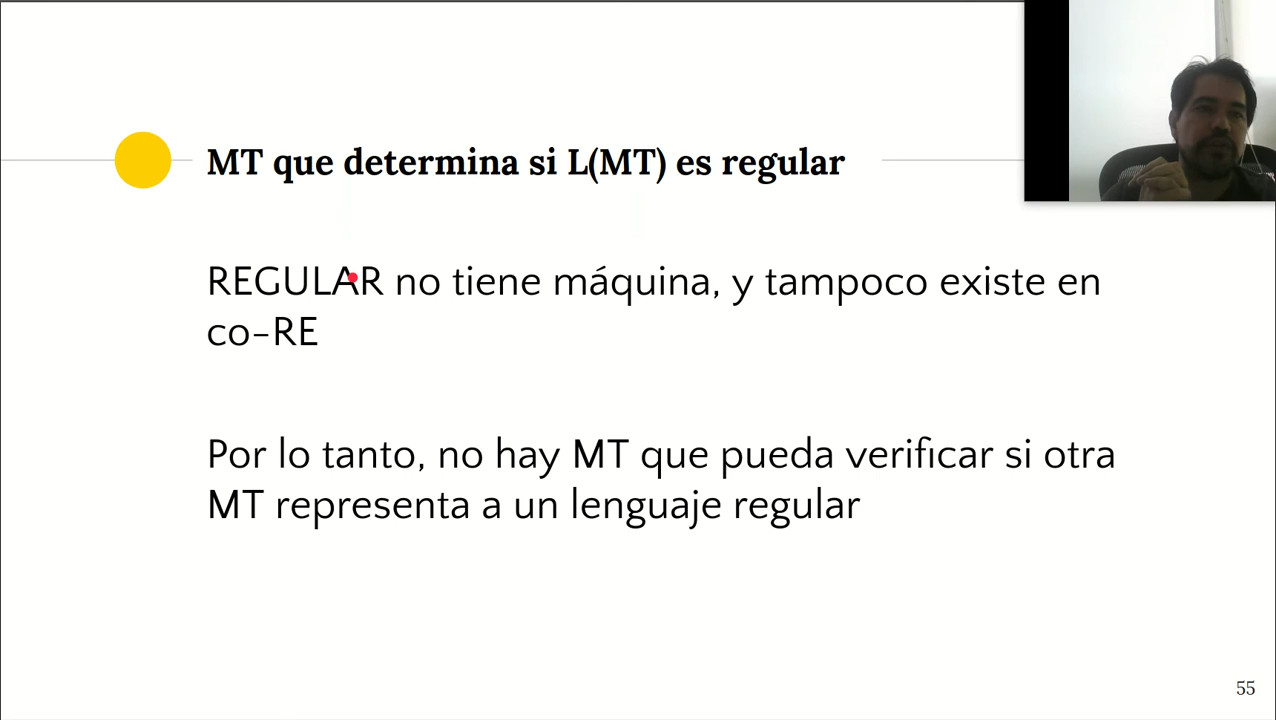 MT que determina si L(MT) es regular
REGULAR no tiene máquina, y tampoco existe en
co-RE
Por lo tanto, no hay MT que pueda verificar si otra
MT representa a un lenguaje regular
55